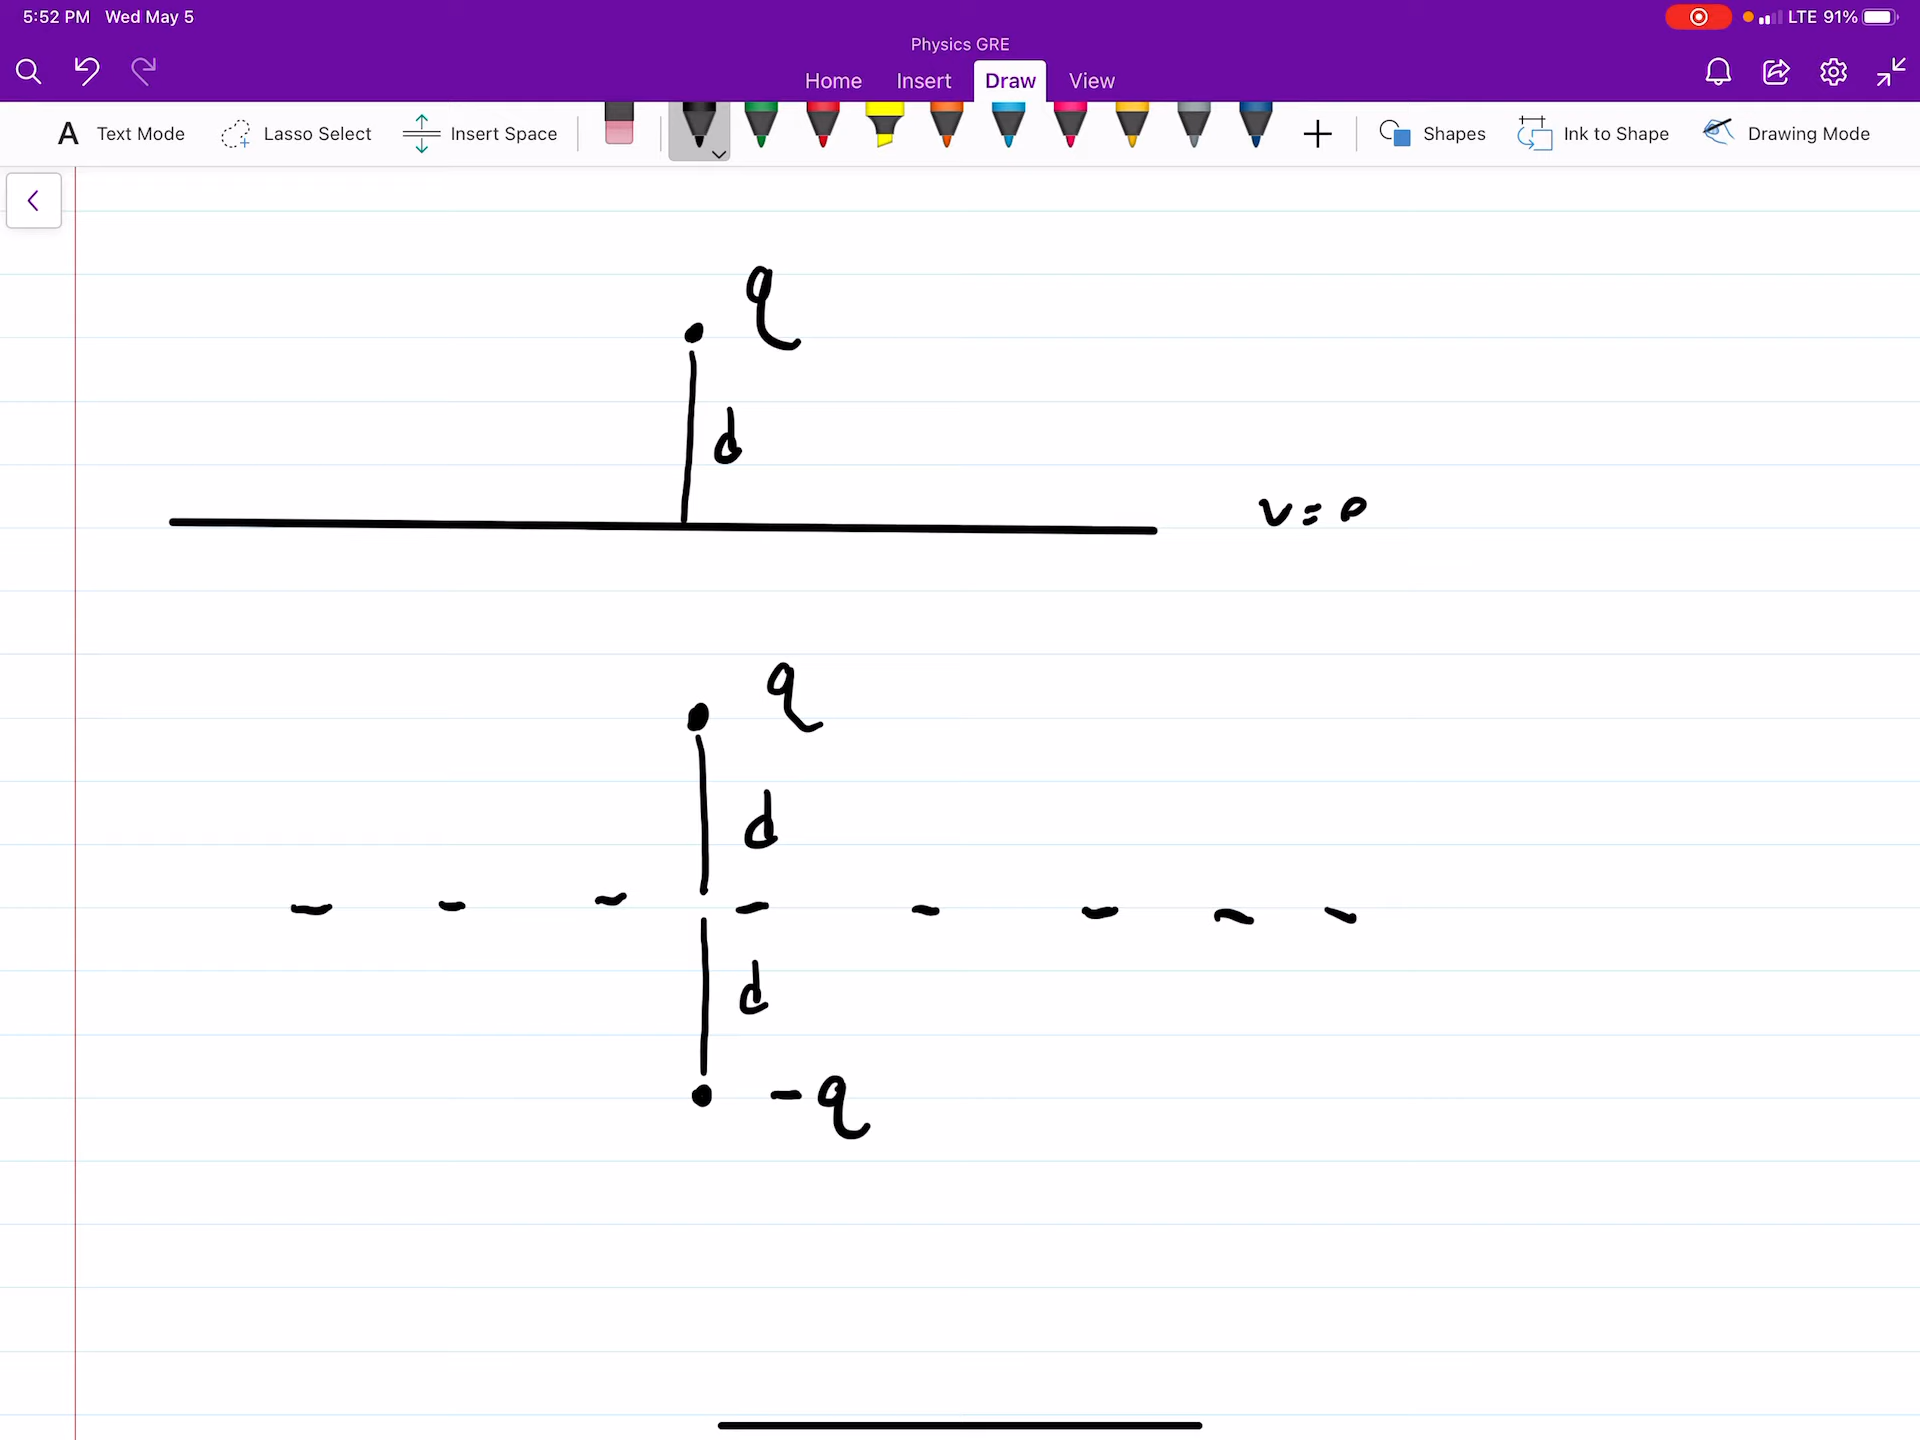 5:52 PM Wed May 5
LTE 91%
Physics GRE
Home Insert Draw View
A Text Mode Lasso Select Insert Space Shapes Ink to Shape Drawing Mode
q
d
v=0
q
d
d
-q